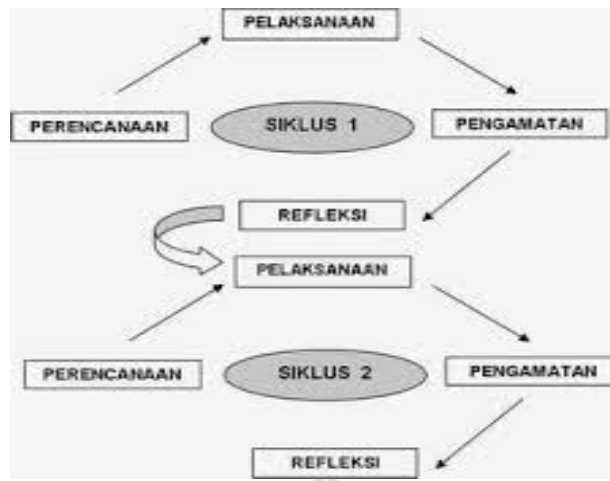 PELAKSANAAN
PERENCANAAN
SIKLUS 1
PENGAMATAN
REFLEKSI
PELAKSANAAN
PERENCANAAN
SIKLUS 2
PENGAMATAN
REFLEKSI